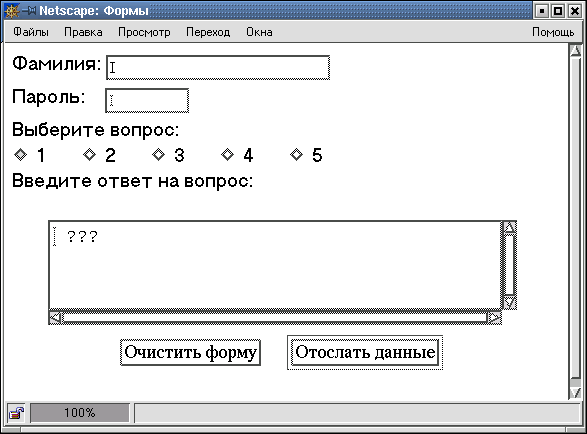 Netscape: Формы
Файлы Правка Просмотр Переход Окна Помощь
Фамилия:
Пароль:
Выберите вопрос:
1 2 3 4 5
Введите ответ на вопрос:
???
Очистить форму Отослать данные
100%